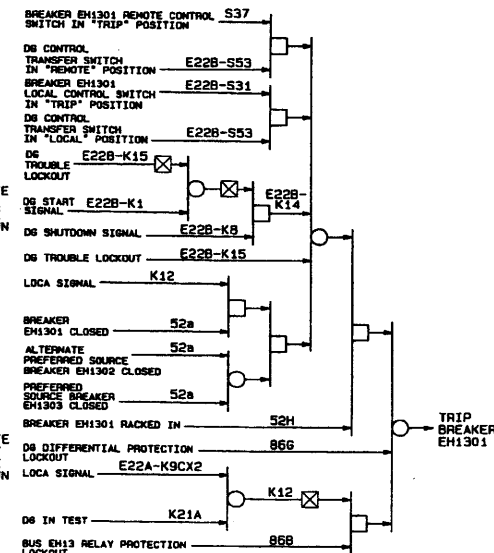 BREAKER EH1301 REMOTE CONTROL S37
SWITCH IN "TRIP" POSITION
DG CONTROL
TRANSFER SWITCH
IN "REMOTE" POSITION E22B-S53
BREAKER EH1301 E22B-S31
LOCAL CONTROL SWITCH
IN "TRIP" POSITION
DG CONTROL
TRANSFER SWITCH E22B-S53
IN "LOCAL" POSITION
DG E22B-K15
TROUBLE
LOCKOUT
E22B-
K14
DG START E22B-K1
SIGNAL
DG SHUTDOWN SIGNAL E22B-K8
DG TROUBLE LOCKOUT E22B-K15
LOCA SIGNAL K12
BREAKER 52a
EH1301 CLOSED
ALTERNATE 52a
PREFERRED SOURCE
BREAKER EH1302 CLOSED
PREFERRED
SOURCE BREAKER 52a
EH1303 CLOSED
BREAKER EH1301 RACKED IN 52H
TRIP
BREAKER
EH1301
DG DIFFERENTIAL PROTECTION 86G
LOCKOUT
LOCA SIGNAL E22A-K9CX2
K12
DG IN TEST K21A
BUS EH13 RELAY PROTECTION 86B
LOCKOUT